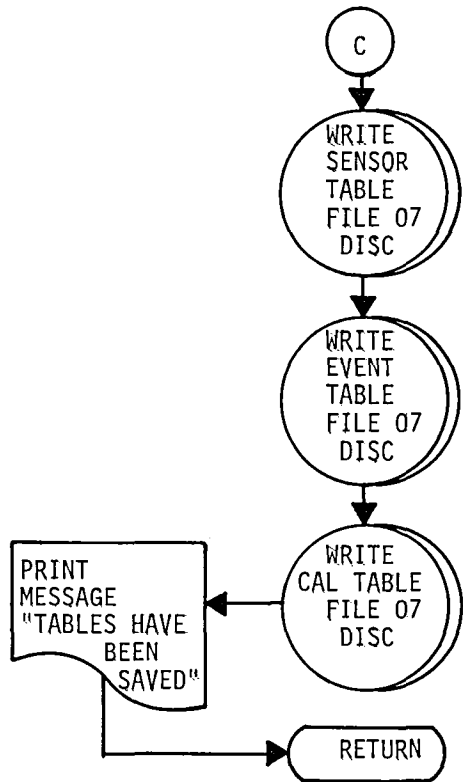 C
WRITE
SENSOR
TABLE
FILE 07
DISC
WRITE
EVENT
TABLE
FILE 07
DISC
WRITE
CAL TABLE
FILE 07
DISC
PRINT
MESSAGE
"TABLES HAVE
BEEN
SAVED"
RETURN